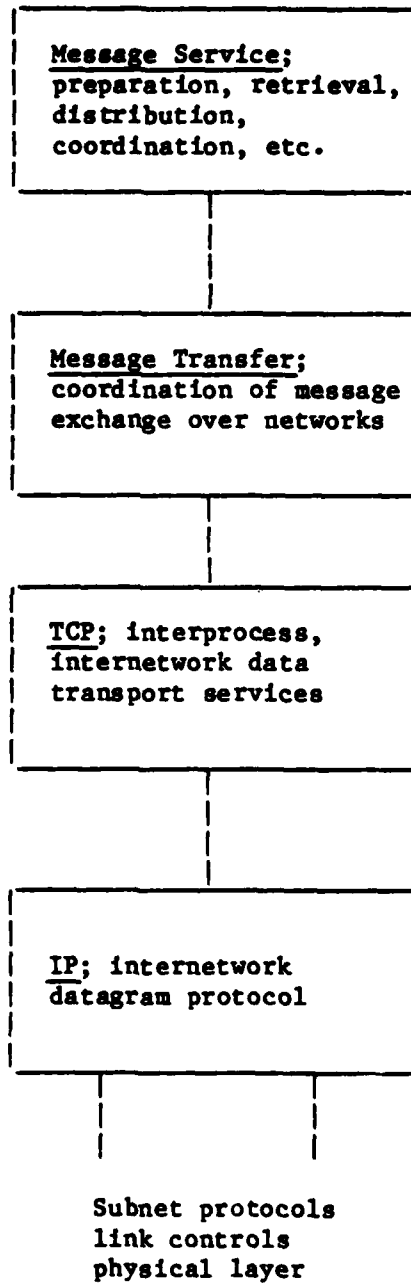 Message Service;
preparation, retrieval,
distribution,
coordination, etc.
Message Transfer;
coordination of message
exchange over networks
TCP; interprocess,
internetwork data
transport services
IP; internetwork
datagram protocol
Subnet protocols
link controls
physical layer